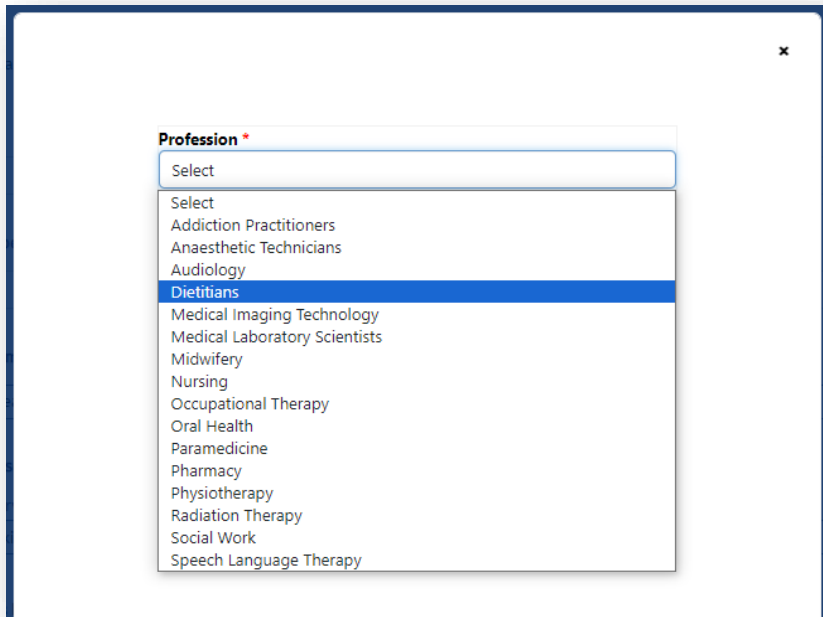 ×
Profession *
Select
Select
Addiction Practitioners
Anaesthetic Technicians
Audiology
Dietitians
Medical Imaging Technology
Medical Laboratory Scientists
Midwifery
Nursing
Occupational Therapy
Oral Health
Paramedicine
Pharmacy
Physiotherapy
Radiation Therapy
Social Work
Speech Language Therapy